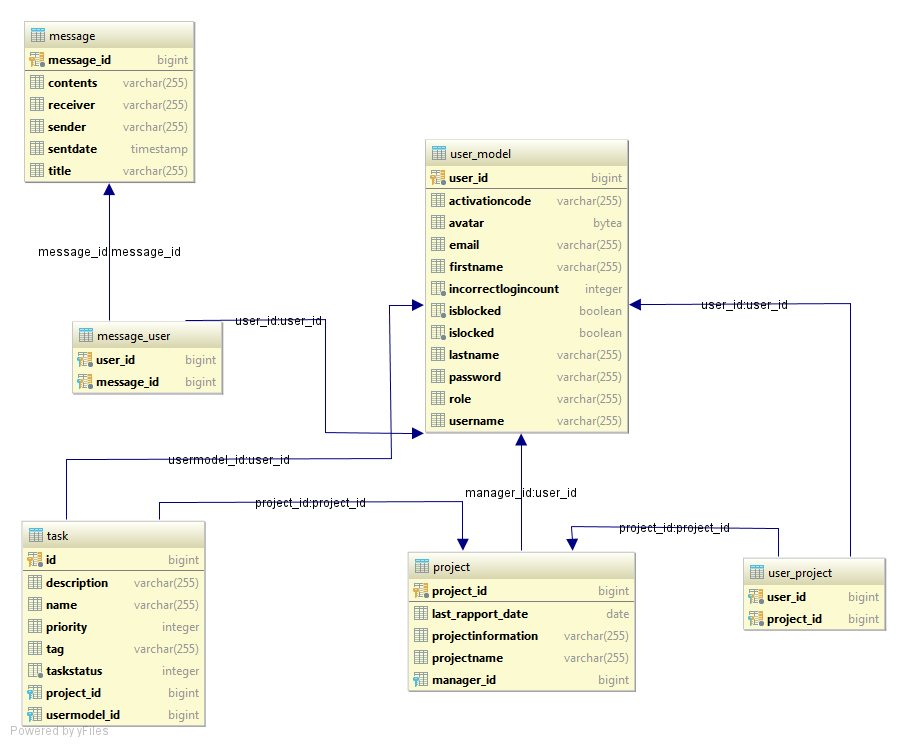 message
message_id bigint
contents varchar(255)
receiver varchar(255)
sender varchar(255)
sentdate timestamp
title varchar(255)
message_id:message_id
message_user
user_id bigint
message_id bigint
user_id:user_id
user_model
user_id bigint
activationcode varchar(255)
avatar bytea
email varchar(255)
firstname varchar(255)
incorrectlogincount integer
isblocked boolean
islocked boolean
lastname varchar(255)
password varchar(255)
role varchar(255)
username varchar(255)
user_id:user_id
usermodel_id:user_id
manager_id:user_id
project_id:project_id
project_id:project_id
task
id bigint
description varchar(255)
name varchar(255)
priority integer
tag varchar(255)
taskstatus integer
project_id bigint
usermodel_id bigint
project
project_id bigint
last_rapport_date date
projectinformation varchar(255)
projectname varchar(255)
manager_id bigint
user_project
user_id bigint
project_id bigint
Powered by yFiles